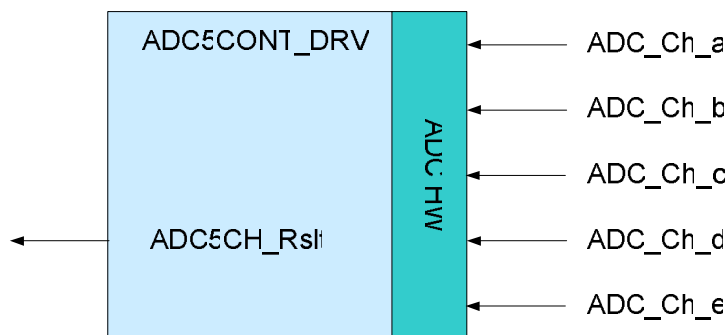 ADC5CONT_DRV
ADC_Ch_a
ADC_Ch_b
ADC HW
ADC_Ch_c
ADC5CH_Rslt
ADC_Ch_d
ADC_Ch_e